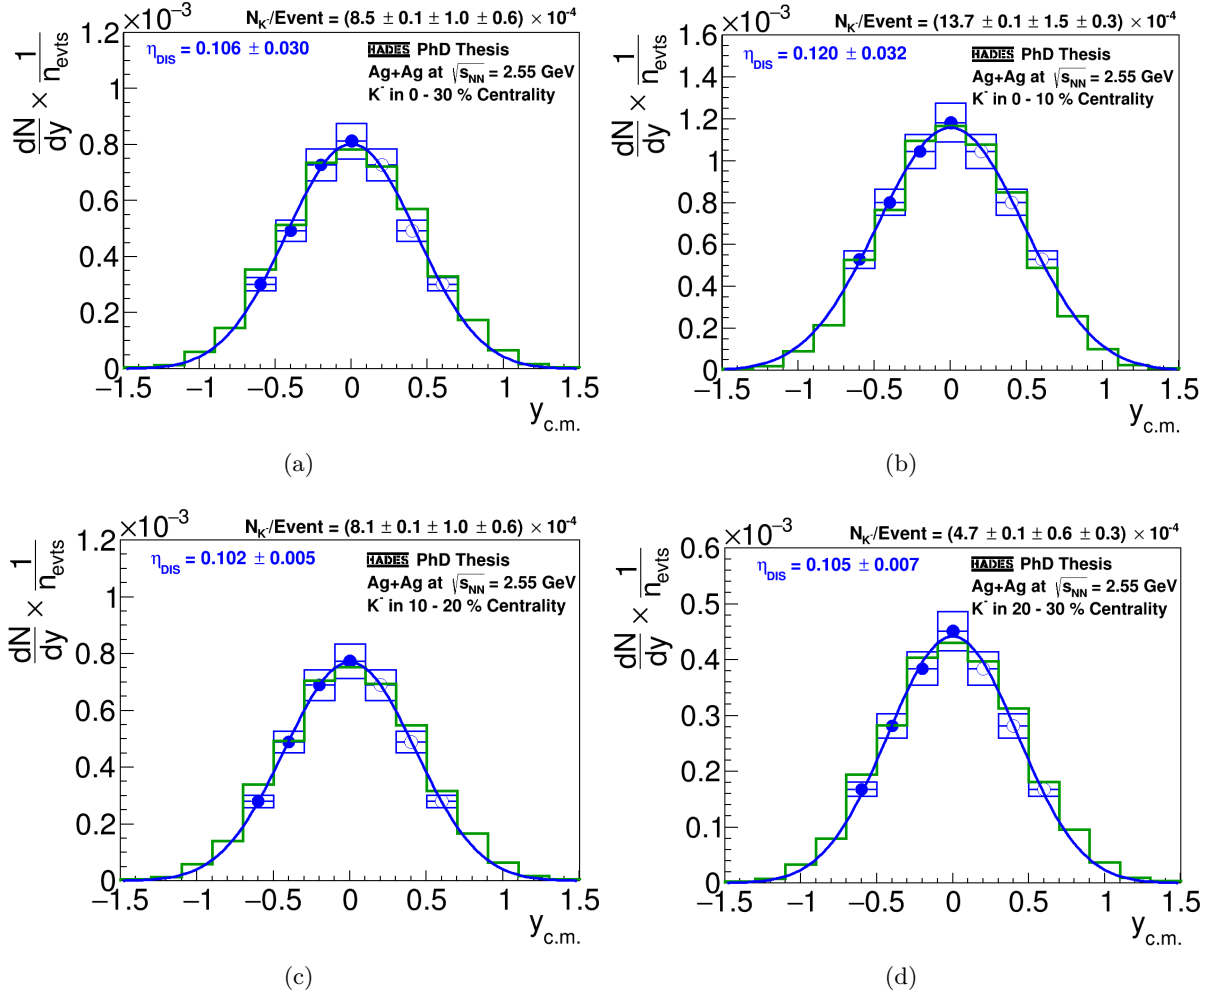 N_K-/Event = (8.5 ± 0.1 ± 1.0 ± 0.6) ×10^-4
×10^-3
η_DIS = 0.106 ± 0.030
HADES PhD Thesis
Ag+Ag at √s_NN = 2.55 GeV
K^- in 0 - 30 % Centrality
dN/dy × 1/n_evts
1.2
1
0.8
0.6
0.4
0.2
0
−1.5 −1 −0.5 0 0.5 1 1.5
y_c.m.
(a)
N_K-/Event = (13.7 ± 0.1 ± 1.5 ± 0.3) ×10^-4
×10^-3
η_DIS = 0.120 ± 0.032
HADES PhD Thesis
Ag+Ag at √s_NN = 2.55 GeV
K^- in 0 - 10 % Centrality
dN/dy × 1/n_evts
1.6
1.4
1.2
1
0.8
0.6
0.4
0.2
0
−1.5 −1 −0.5 0 0.5 1 1.5
y_c.m.
(b)
N_K-/Event = (8.1 ± 0.1 ± 1.0 ± 0.6) ×10^-4
×10^-3
η_DIS = 0.102 ± 0.005
HADES PhD Thesis
Ag+Ag at √s_NN = 2.55 GeV
K^- in 10 - 20 % Centrality
dN/dy × 1/n_evts
1.2
1
0.8
0.6
0.4
0.2
0
−1.5 −1 −0.5 0 0.5 1 1.5
y_c.m.
(c)
N_K-/Event = (4.7 ± 0.1 ± 0.6 ± 0.3) ×10^-4
×10^-3
η_DIS = 0.105 ± 0.007
HADES PhD Thesis
Ag+Ag at √s_NN = 2.55 GeV
K^- in 20 - 30 % Centrality
dN/dy × 1/n_evts
0.6
0.5
0.4
0.3
0.2
0.1
0
−1.5 −1 −0.5 0 0.5 1 1.5
y_c.m.
(d)